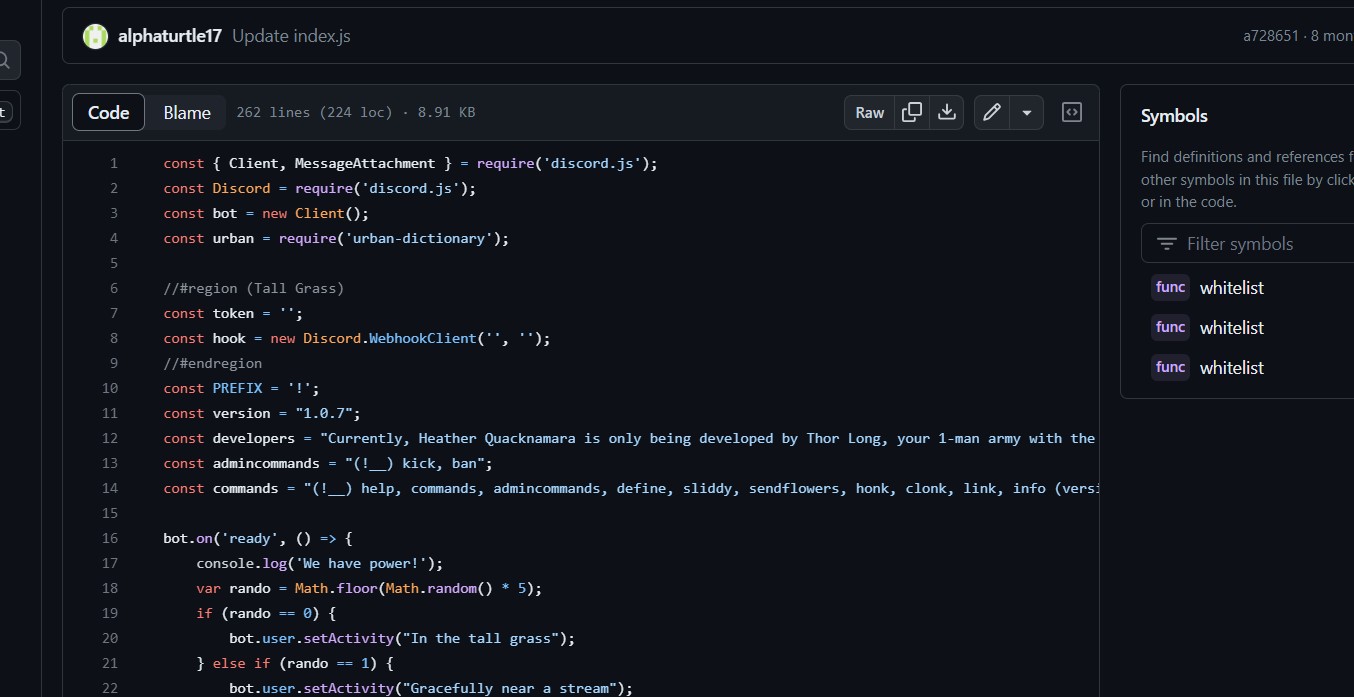 alphaturtle17 Update index.js
a728651 · 8 mon
t
Code Blame 262 lines (224 loc) · 8.91 KB
Raw
1 const { Client, MessageAttachment } = require('discord.js');
2 const Discord = require('discord.js');
3 const bot = new Client();
4 const urban = require('urban-dictionary');
5
6 //#region (Tall Grass)
7 const token = '';
8 const hook = new Discord.WebhookClient('', '');
9 //#endregion
10 const PREFIX = '!';
11 const version = "1.0.7";
12 const developers = "Currently, Heather Quacknamara is only being developed by Thor Long, your 1-man army with the
13 const admincommands = "(!__) kick, ban";
14 const commands = "(!__) help, commands, admincommands, define, sliddy, sendflowers, honk, clonk, link, info (versi
15
16 bot.on('ready', () => {
17 console.log('We have power!');
18 var rando = Math.floor(Math.random() * 5);
19 if (rando == 0) {
20 bot.user.setActivity("In the tall grass");
21 } else if (rando == 1) {
22 bot.user.setActivity("Gracefully near a stream");
Symbols
Find definitions and references f
other symbols in this file by click
or in the code.
Filter symbols
func whitelist
func whitelist
func whitelist